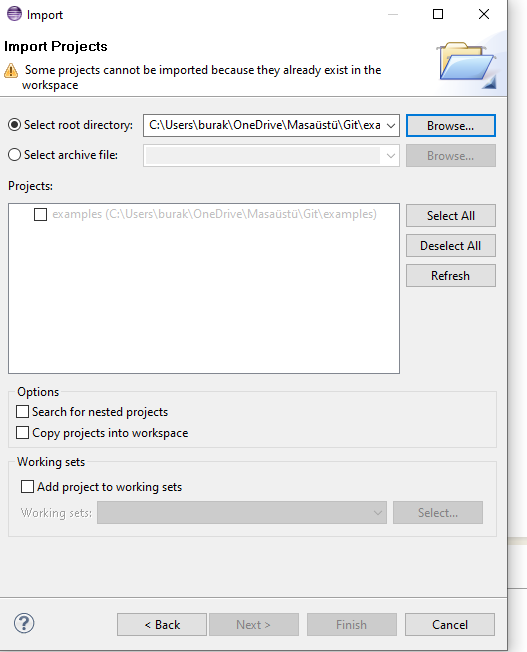 Import
Import Projects
Some projects cannot be imported because they already exist in the
workspace
Select root directory:
C:\Users\burak\OneDrive\Masaüstü\Git\exa
Browse...
Select archive file:
Browse...
Projects:
examples (C:\Users\burak\OneDrive\Masaüstü\Git\examples)
Select All
Deselect All
Refresh
Options
Search for nested projects
Copy projects into workspace
Working sets
Add project to working sets
Working sets:
Select...
?
< Back
Next >
Finish
Cancel